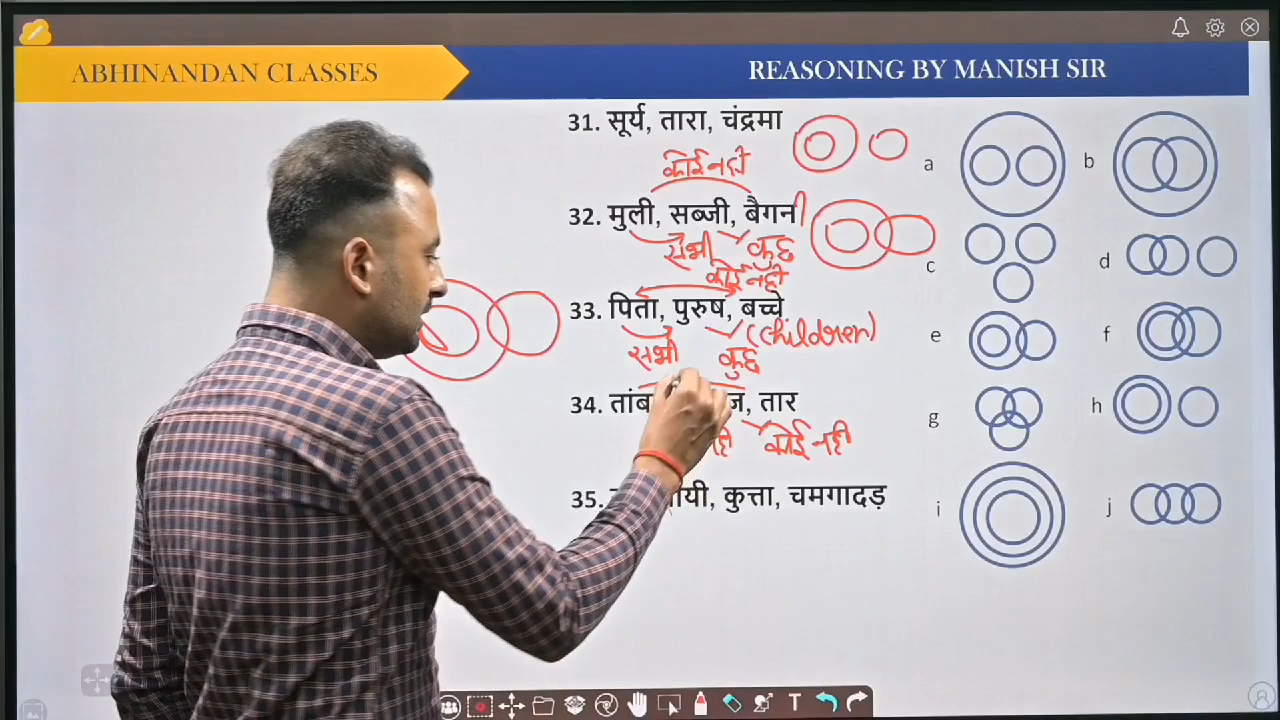 ABHINANDAN CLASSES
REASONING BY MANISH SIR
31. सूर्य, तारा, चंद्रमा
कोई नही
a
b
32. मुली, सब्जी, बैगन
सभी कुछ
c
d
कोई नही
33. पिता, पुरुष, बच्चे
(children)
सभी कुछ
e
f
34. तार
कोई नही
g
h
35. कुत्ता, चमगादड़
i
j
T